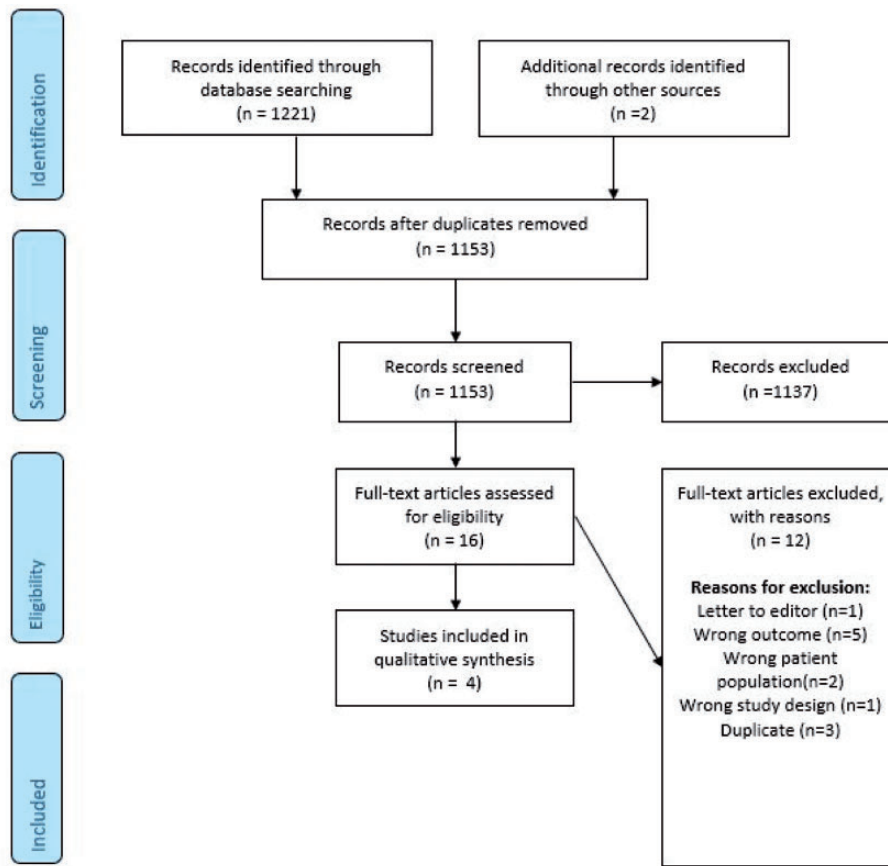 Identification
Records identified through
database searching
(n = 1221)
Additional records identified
through other sources
(n =2)
Records after duplicates removed
(n = 1153)
Screening
Records screened
(n = 1153)
Records excluded
(n =1137)
Eligibility
Full-text articles assessed
for eligibility
(n = 16)
Full-text articles excluded,
with reasons
(n = 12)
Reasons for exclusion:
Letter to editor (n=1)
Wrong outcome (n=5)
Wrong patient
population(n=2)
Wrong study design (n=1)
Duplicate (n=3)
Studies included in
qualitative synthesis
(n = 4)
Included